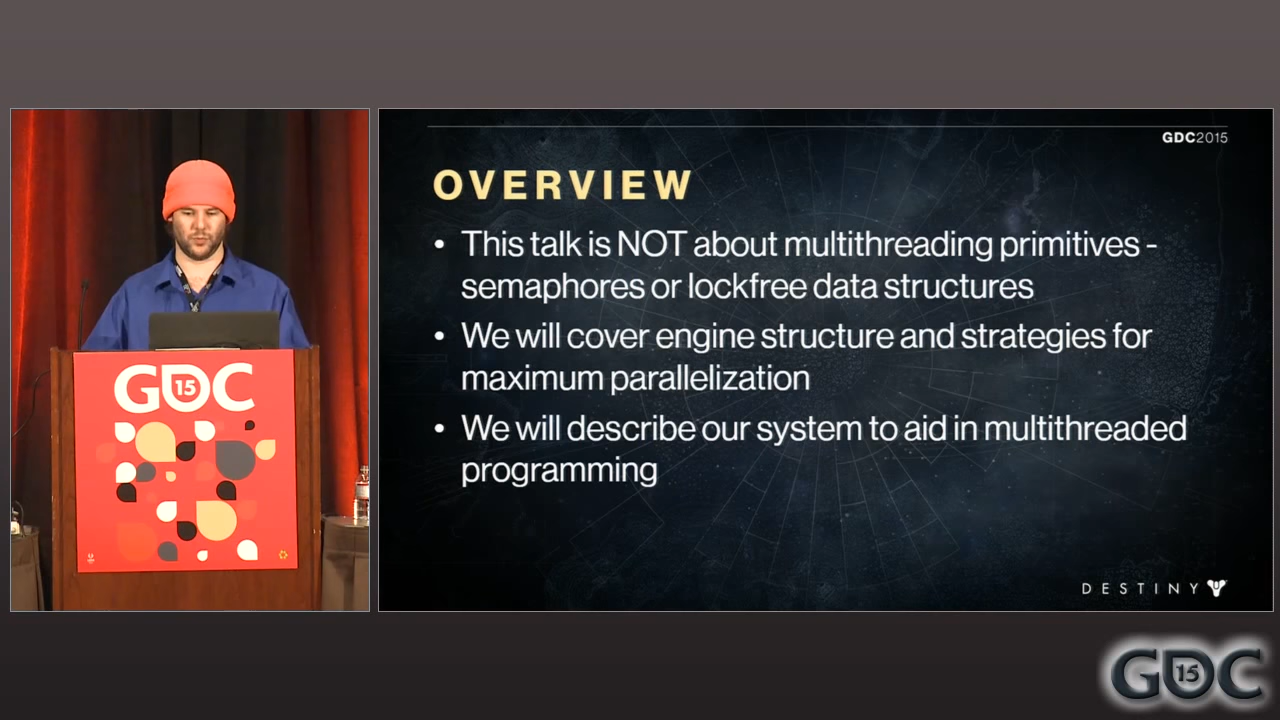 GDC2015
OVERVIEW
• This talk is NOT about multithreading primitives -
semaphores or lockfree data structures
• We will cover engine structure and strategies for
maximum parallelization
• We will describe our system to aid in multithreaded
programming
DESTINY
GDC 15
GDC 15